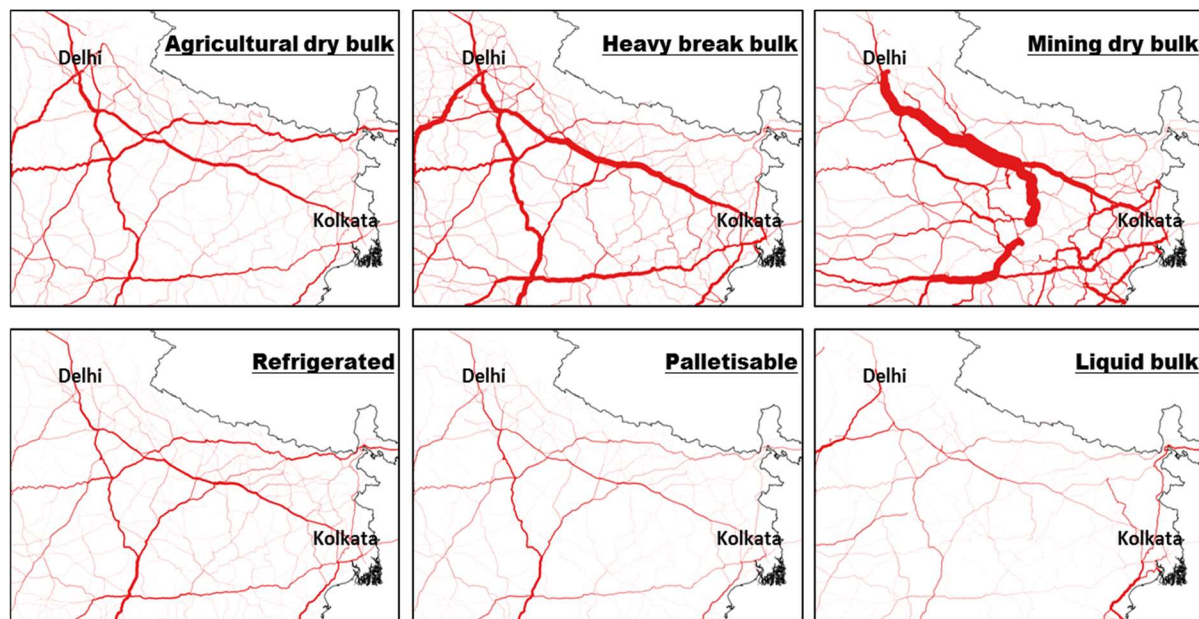 Agricultural dry bulk
Delhi
Kolkata
Heavy break bulk
Delhi
Kolkata
Mining dry bulk
Delhi
Kolkata
Refrigerated
Delhi
Kolkata
Palletisable
Delhi
Kolkata
Liquid bulk
Delhi
Kolkata